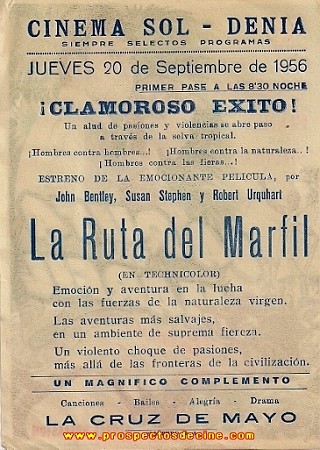 CINEMA SOL - DENIA
SIEMPRE SELECTOS PROGRAMAS
JUEVES 20 de Septiembre de 1956
PRIMER PASE A LAS 8'30 NOCHE
¡CLAMOROSO EXITO!
Un alud de pasiones y violencias se abre paso
a través de la selva tropical.
¡Hombres contra hombres...! ¡Hombres contra la naturaleza..!
¡Hombres contra las fieras...!
ESTRENO DE LA EMOCIONANTE PELICULA, por
John Bentley, Susan Stephen y Robert Urquhart
La Ruta del Marfil
(EN TECHNICOLOR)
Emoción y aventura en la lucha
con las fuerzas de la naturaleza virgen.
Las aventuras más salvajes,
en un ambiente de suprema fiereza.
Un violento choque de pasiones,
más allá de las fronteras de la civilización.
UN MAGNIFICO COMPLEMENTO
Canciones - Bailes - Alegría - Drama
LA CRUZ DE MAYO
www.prospectosdecine.com